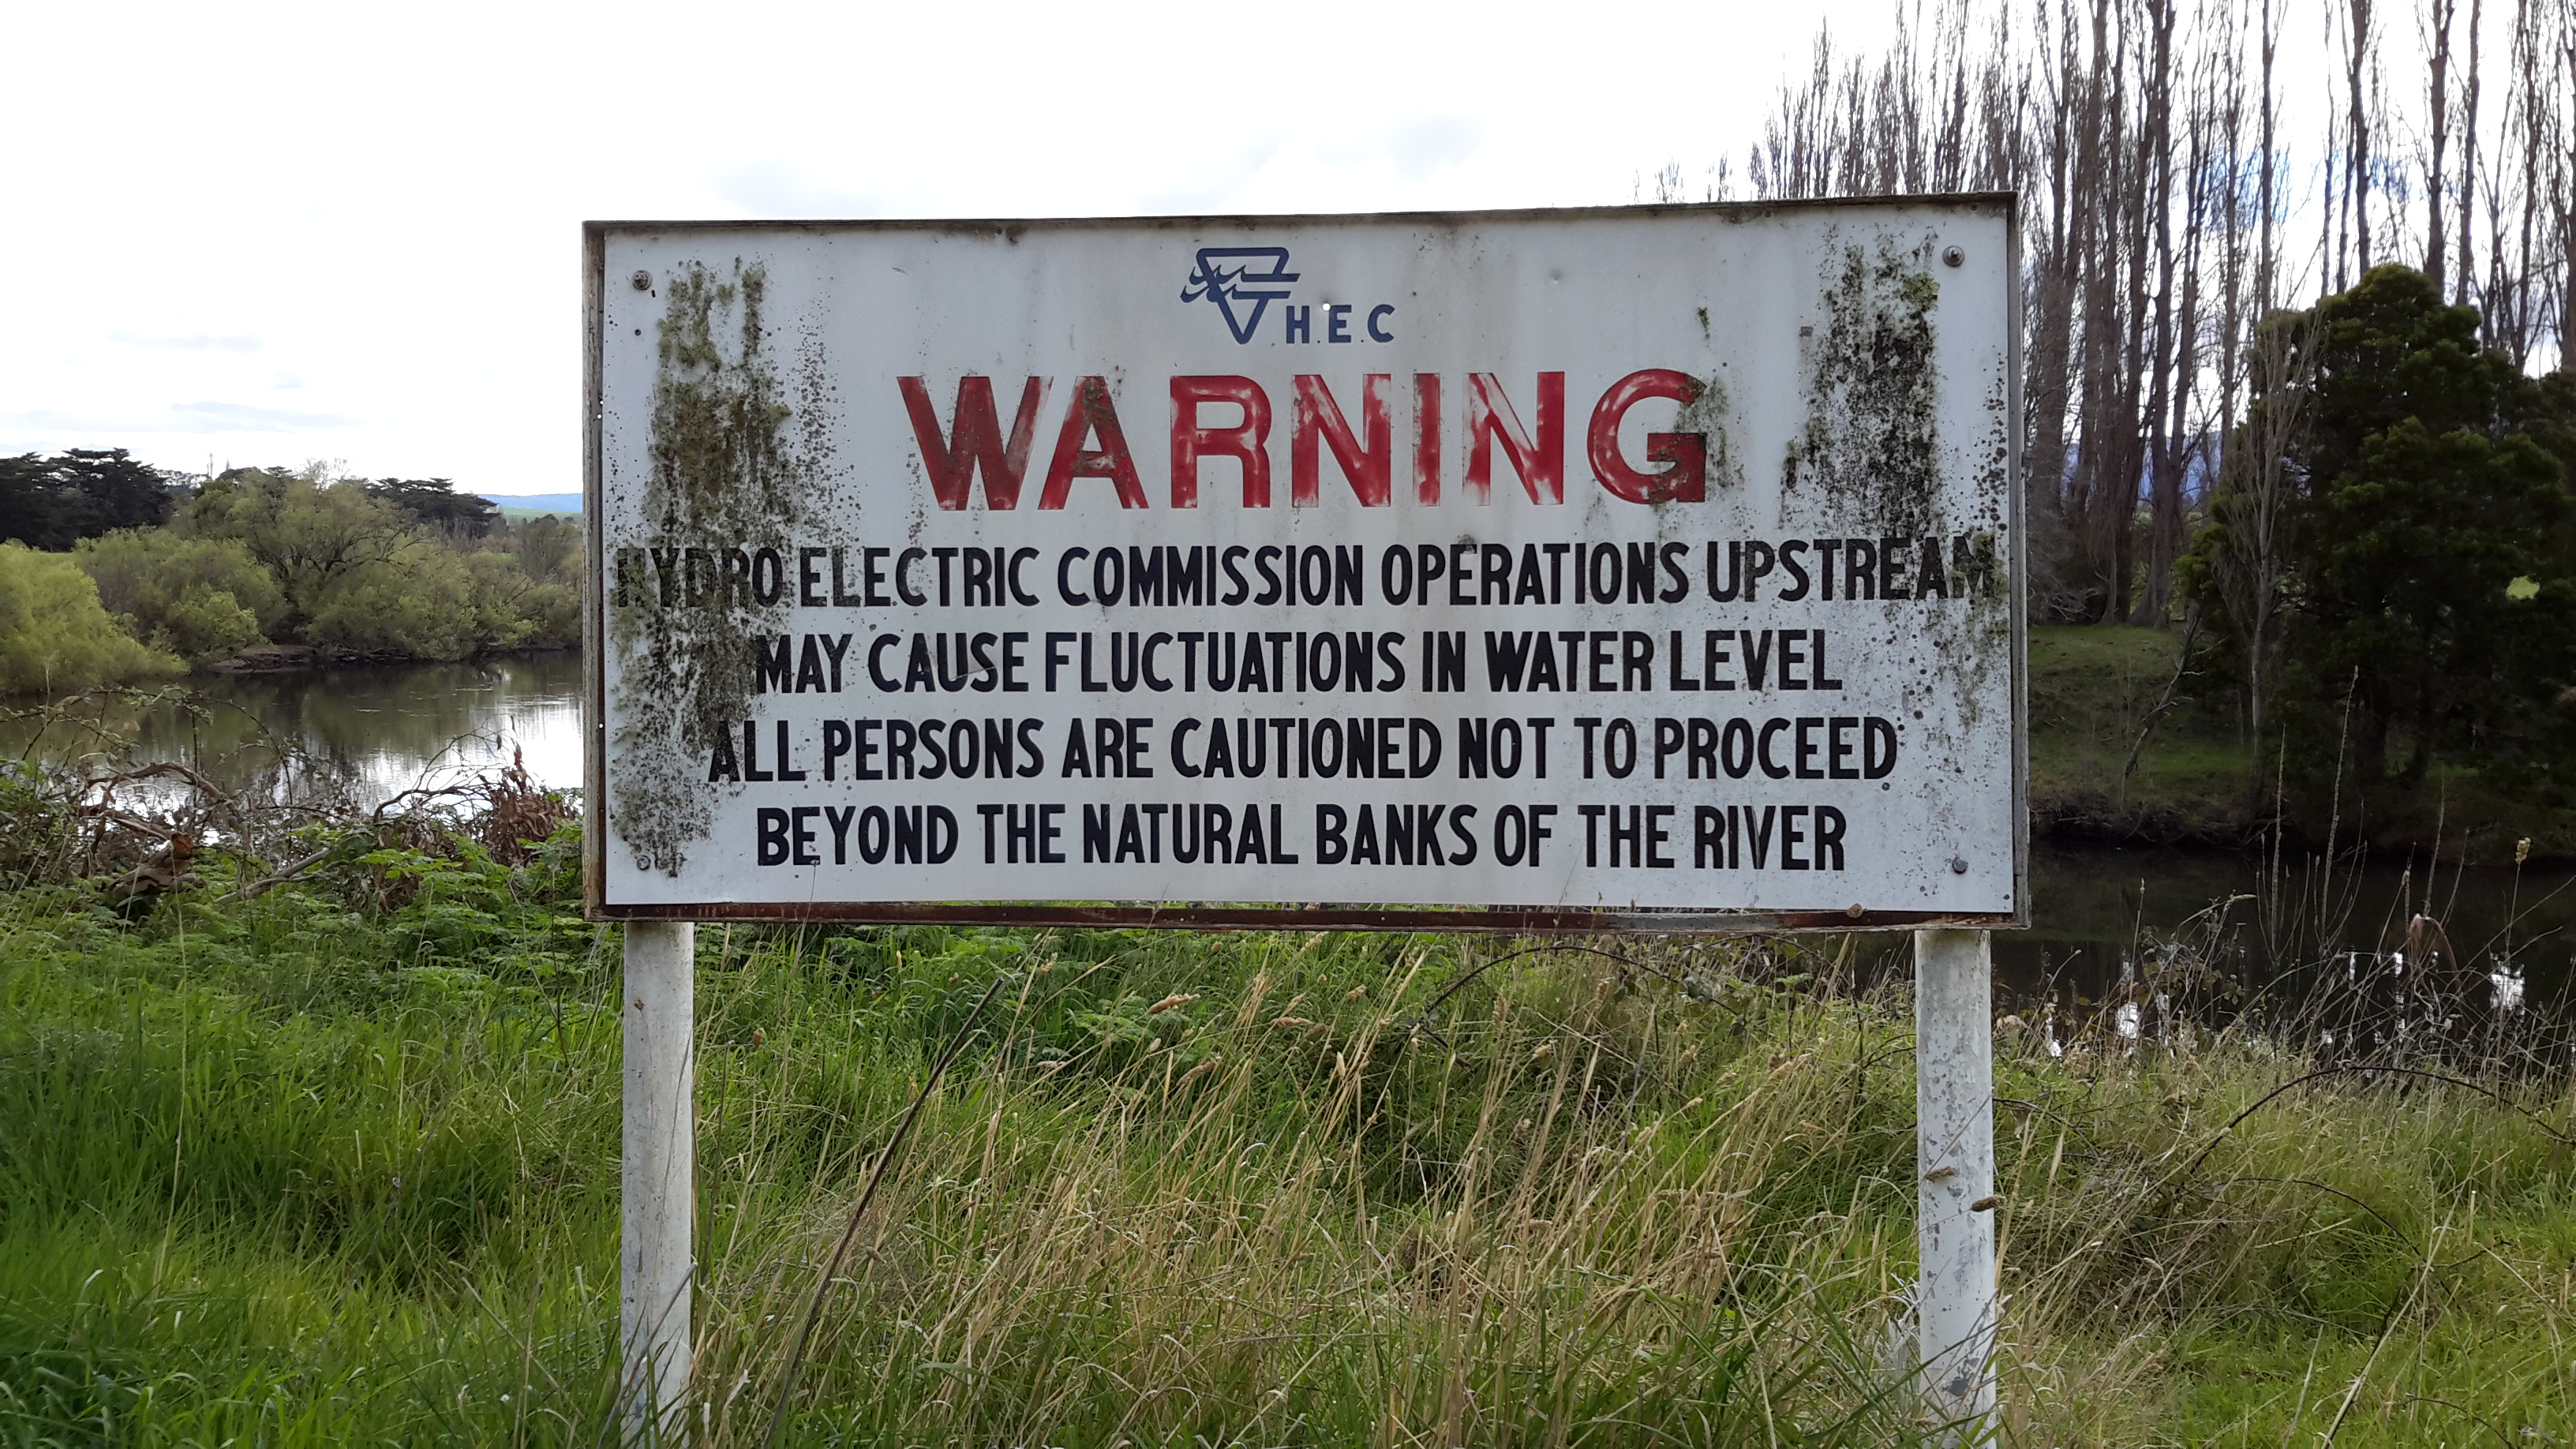 H.E.C
WARNING
HYDRO ELECTRIC COMMISSION OPERATIONS UPSTREAM
MAY CAUSE FLUCTUATIONS IN WATER LEVEL
ALL PERSONS ARE CAUTIONED NOT TO PROCEED
BEYOND THE NATURAL BANKS OF THE RIVER